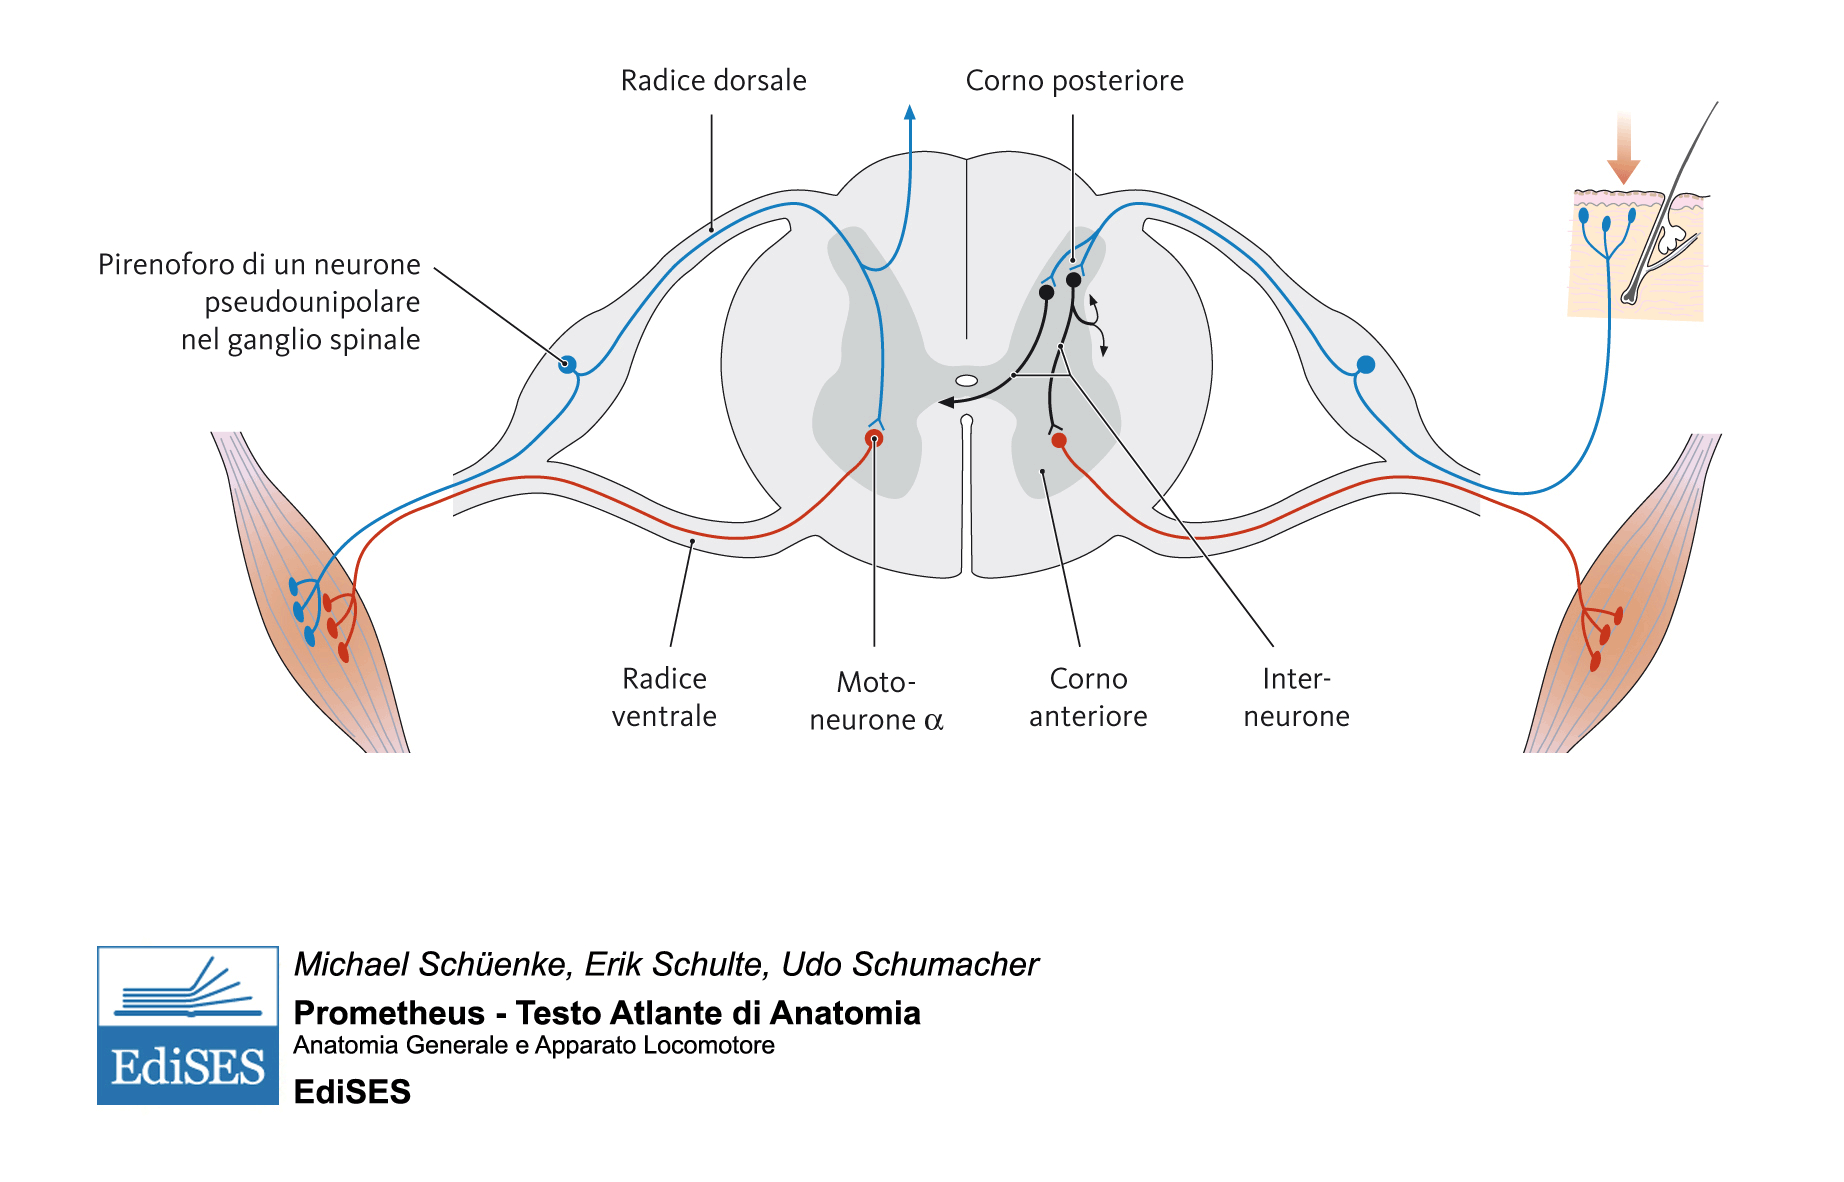 Radice dorsale
Corno posteriore
Pirenoforo di un neurone
pseudounipolare
nel ganglio spinale
Radice
ventrale
Moto-
neurone α
Corno
anteriore
Inter-
neurone
EdiSES
Michael Schüenke, Erik Schulte, Udo Schumacher
Prometheus - Testo Atlante di Anatomia
Anatomia Generale e Apparato Locomotore
EdiSES